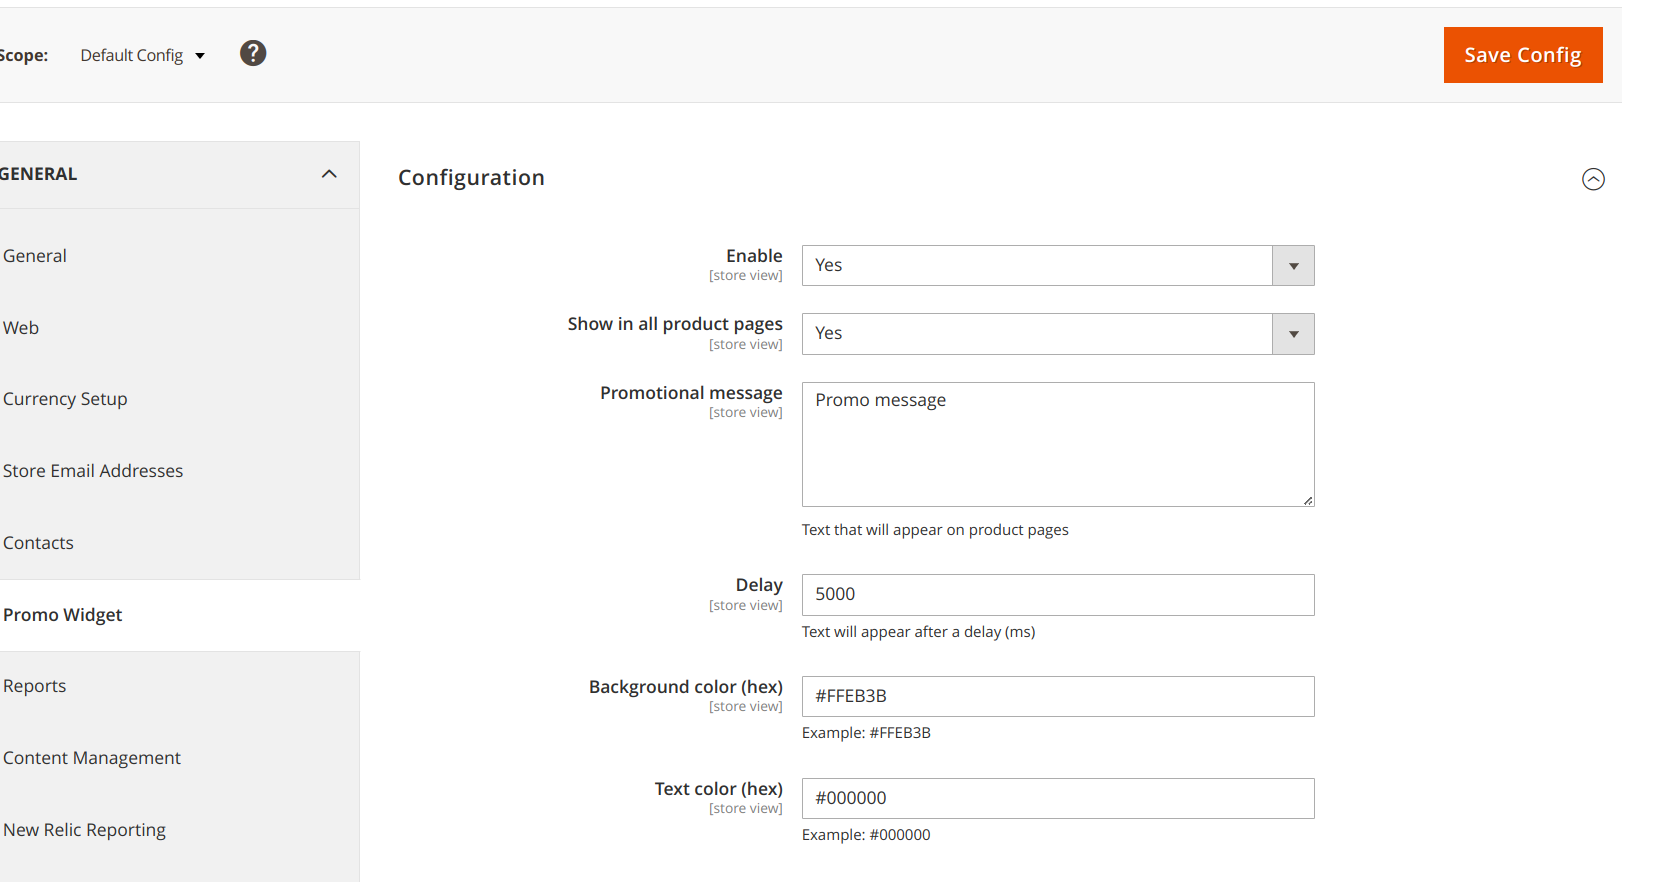 Scope: Default Config ? Save Config
GENERAL
General
Web
Currency Setup
Store Email Addresses
Contacts
Promo Widget
Reports
Content Management
New Relic Reporting
Configuration
Enable Yes
[store view]
Show in all product pages Yes
[store view]
Promotional message Promo message
[store view]
Text that will appear on product pages
Delay 5000
[store view]
Text will appear after a delay (ms)
Background color (hex) #FFEB3B
[store view]
Example: #FFEB3B
Text color (hex) #000000
[store view]
Example: #000000